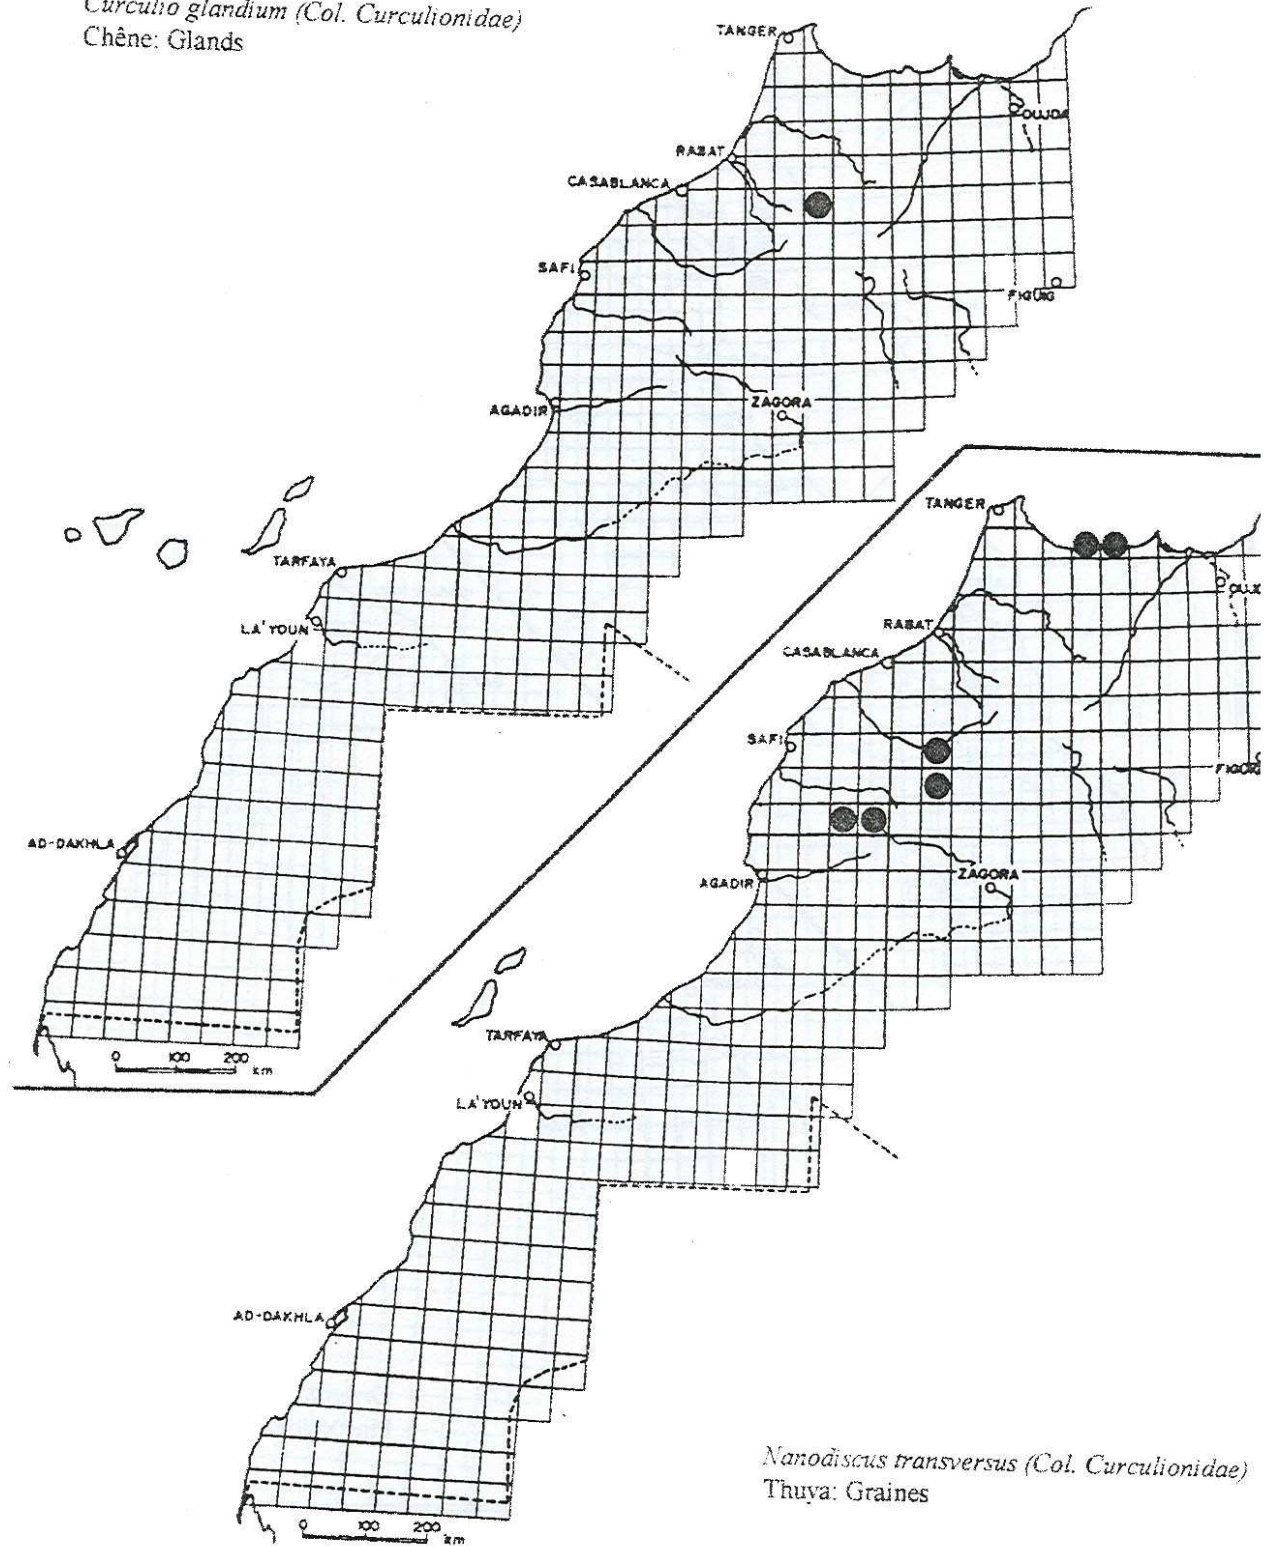 Curculio glandium (Col. Curculionidae)
Chêne: Glands
TANGER
OUJDA
RABAT
CASABLANCA
SAFI
FIGUIG
AGADIR
ZAGORA
TARFAYA
LA'YOUN
AD-DAKHLA
0 100 200
km
TANGER
OUJD
RABAT
CASABLANCA
SAFI
FIGUIG
AGADIR
ZAGORA
TARFAYA
LA'YOUN
AD-DAKHLA
0 100 200
km
Nanodiscus transversus (Col. Curculionidae)
Thuya: Graines